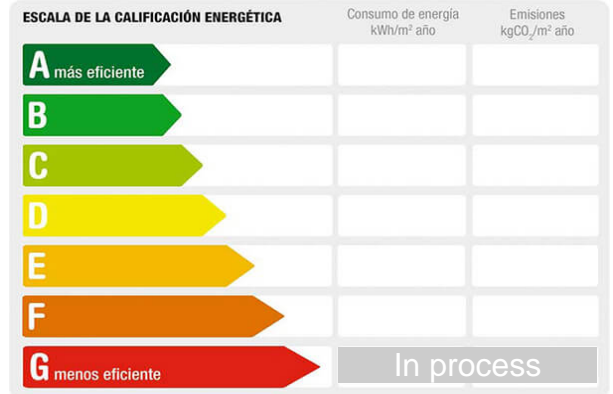 ESCALA DE LA CALIFICACIÓN ENERGÉTICA
Consumo de energía
kWh/m² año
Emisiones
kgCO₂/m² año
A más eficiente
B
C
D
E
F
G menos eficiente
In process